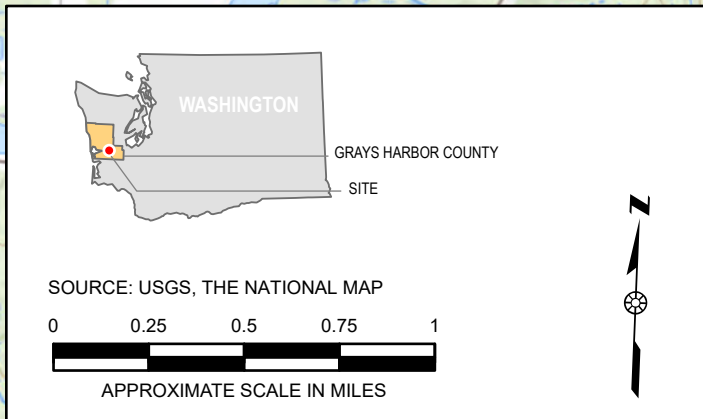 WASHINGTON
GRAYS HARBOR COUNTY
SITE
SOURCE: USGS, THE NATIONAL MAP
0 0.25 0.5 0.75 1
APPROXIMATE SCALE IN MILES
N